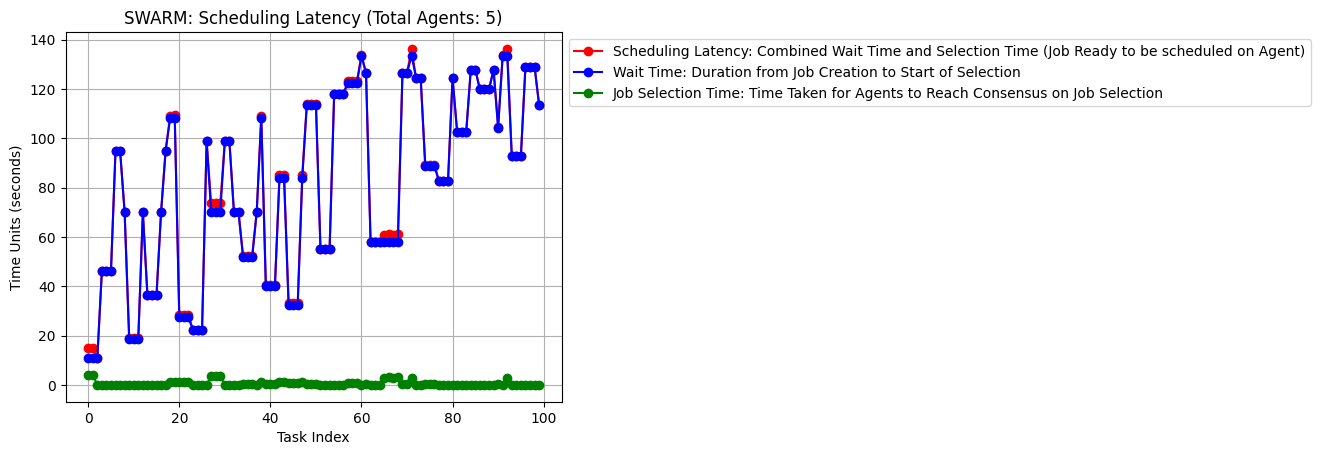 SWARM: Scheduling Latency (Total Agents: 5)
Time Units (seconds)
140
120
100
80
60
40
20
0
0
20
40
60
80
100
Task Index
Scheduling Latency: Combined Wait Time and Selection Time (Job Ready to be scheduled on Agent)
Wait Time: Duration from Job Creation to Start of Selection
Job Selection Time: Time Taken for Agents to Reach Consensus on Job Selection